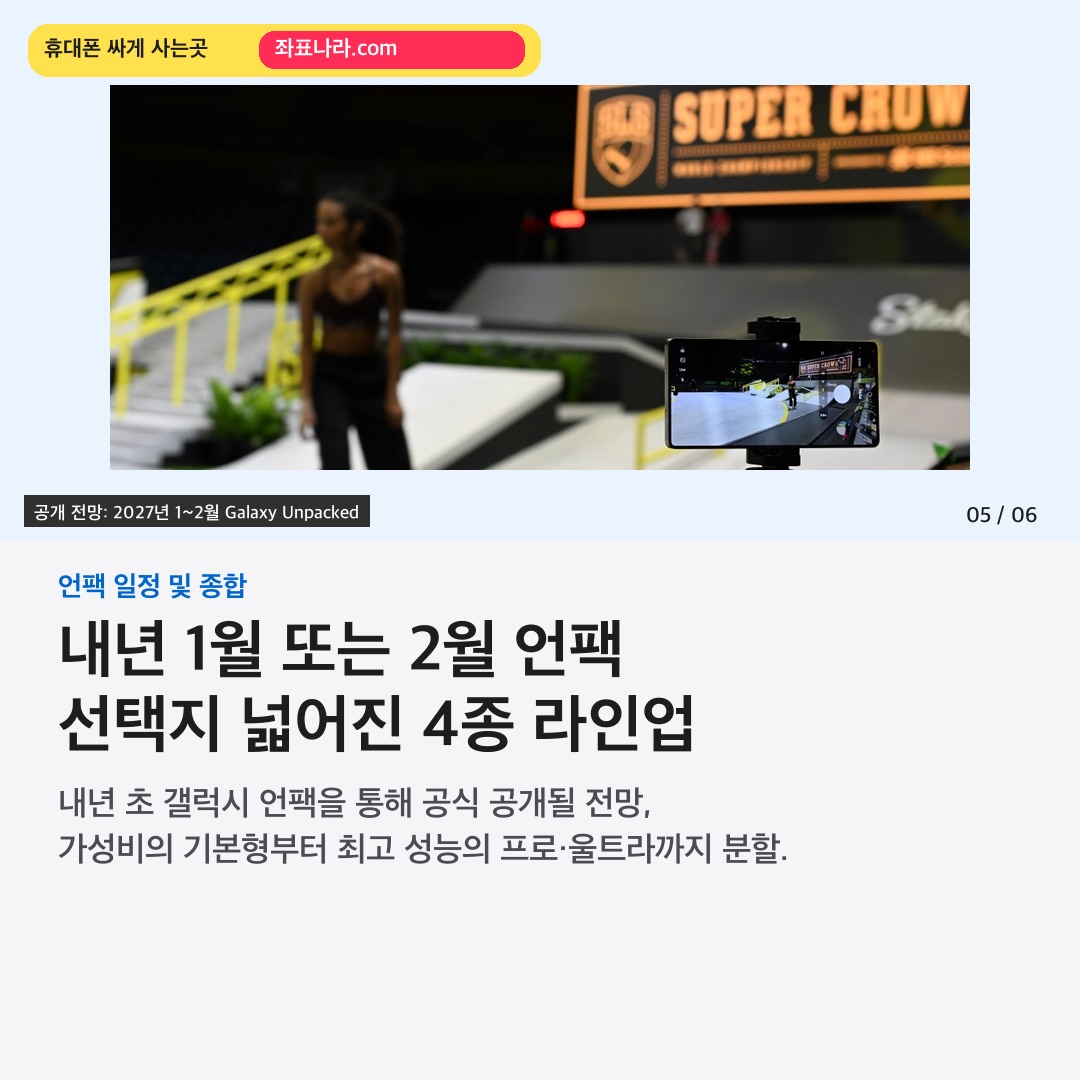 휴대폰 싸게 사는곳
좌표나라.com
SUPER CROW
WORLD CHAMPIONSHIP
SUPER CROWN
공개 전망: 2027년 1~2월 Galaxy Unpacked
05 / 06
언팩 일정 및 종합
내년 1월 또는 2월 언팩
선택지 넓어진 4종 라인업
내년 초 갤럭시 언팩을 통해 공식 공개될 전망,
가성비의 기본형부터 최고 성능의 프로·울트라까지 분할.